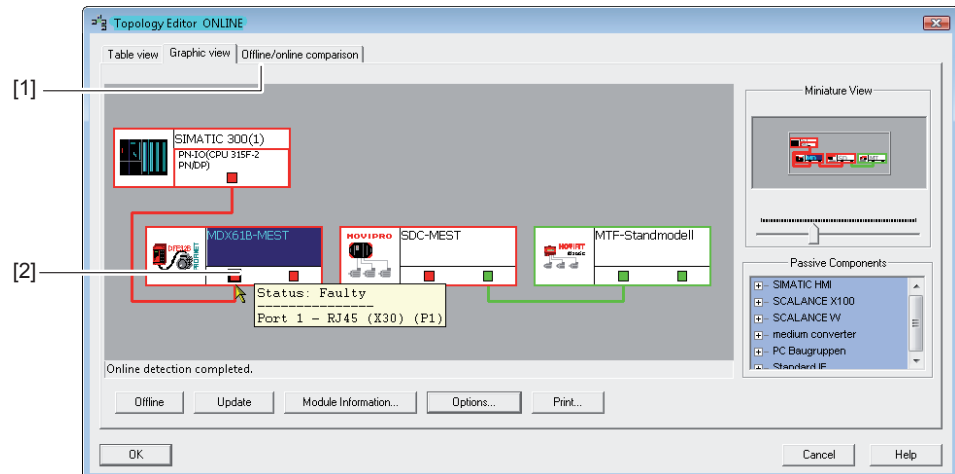 Topology Editor ONLINE
Table view
Graphic view
Offline/online comparison
[1]
SIMATIC 300(1)
PN-IO(CPU 315F-2
PN/DP)
MDX61B-MEST
MOVIPRO
SDC-MEST
MTF-Standmodell
[2]
Status: Faulty
----------------
Port 1 - RJ45 (X30) (P1)
Online detection completed.
Offline
Update
Module Information...
Options...
Print...
Miniature View
Passive Components
SIMATIC HMI
SCALANCE X100
SCALANCE W
medium converter
PC Baugruppen
Standard IE
OK
Cancel
Help